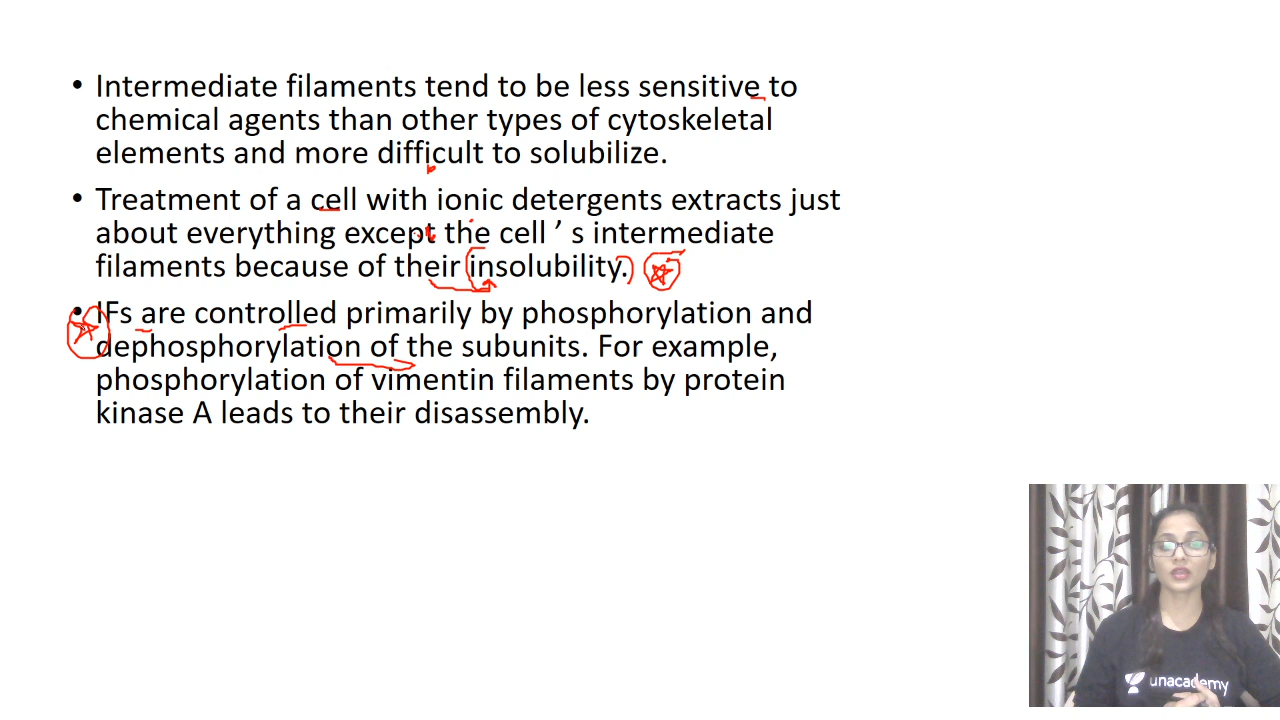 • Intermediate filaments tend to be less sensitive to
chemical agents than other types of cytoskeletal
elements and more difficult to solubilize.
• Treatment of a cell with ionic detergents extracts just
about everything except the cell ’ s intermediate
filaments because of their insolubility.
• IFs are controlled primarily by phosphorylation and
dephosphorylation of the subunits. For example,
phosphorylation of vimentin filaments by protein
kinase A leads to their disassembly.
unacademy